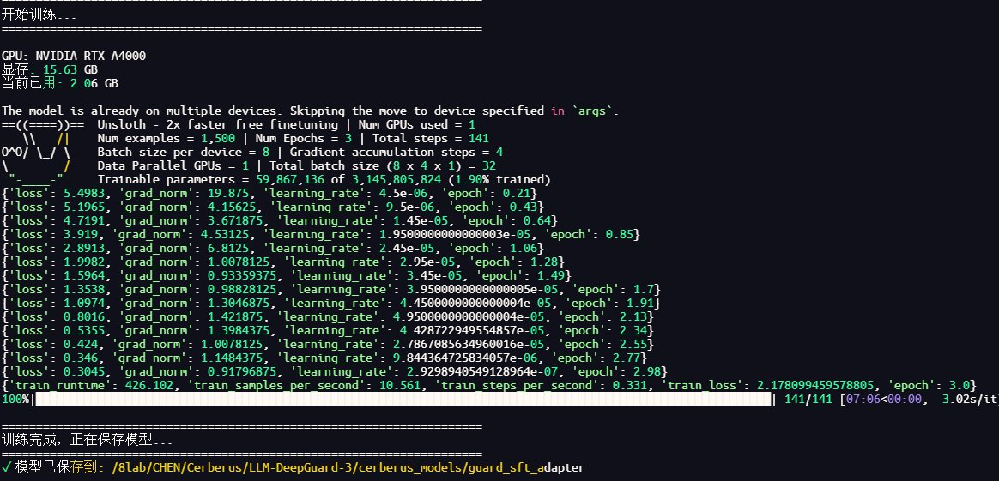 ======================================================================
开始训练...
======================================================================
GPU: NVIDIA RTX A4000
显存: 15.63 GB
当前已用: 2.06 GB
The model is already on multiple devices. Skipping the move to device specified in `args`.
==((====))==  Unsloth - 2x faster free finetuning | Num GPUs used = 1
   \\   /|    Num examples = 1,500 | Num Epochs = 3 | Total steps = 141
O^O/ \_/ \    Batch size per device = 8 | Gradient accumulation steps = 4
\        /    Data Parallel GPUs = 1 | Total batch size (8 x 4 x 1) = 32
 "-____-"     Trainable parameters = 59,867,136 of 3,145,805,824 (1.90% trained)
{'loss': 5.4983, 'grad_norm': 19.875, 'learning_rate': 4.5e-06, 'epoch': 0.21}
{'loss': 5.1965, 'grad_norm': 4.15625, 'learning_rate': 9.5e-06, 'epoch': 0.43}
{'loss': 4.7191, 'grad_norm': 3.671875, 'learning_rate': 1.45e-05, 'epoch': 0.64}
{'loss': 3.919, 'grad_norm': 4.53125, 'learning_rate': 1.9500000000000003e-05, 'epoch': 0.85}
{'loss': 2.8913, 'grad_norm': 6.8125, 'learning_rate': 2.45e-05, 'epoch': 1.06}
{'loss': 1.9982, 'grad_norm': 1.0078125, 'learning_rate': 2.95e-05, 'epoch': 1.28}
{'loss': 1.5964, 'grad_norm': 0.93359375, 'learning_rate': 3.45e-05, 'epoch': 1.49}
{'loss': 1.3538, 'grad_norm': 0.98828125, 'learning_rate': 3.9500000000000005e-05, 'epoch': 1.7}
{'loss': 1.0974, 'grad_norm': 1.3046875, 'learning_rate': 4.4500000000000004e-05, 'epoch': 1.91}
{'loss': 0.8016, 'grad_norm': 1.421875, 'learning_rate': 4.9500000000000004e-05, 'epoch': 2.13}
{'loss': 0.5355, 'grad_norm': 1.3984375, 'learning_rate': 4.428722949554857e-05, 'epoch': 2.34}
{'loss': 0.424, 'grad_norm': 1.0078125, 'learning_rate': 2.7867085634960016e-05, 'epoch': 2.55}
{'loss': 0.346, 'grad_norm': 1.1484375, 'learning_rate': 9.844364725834057e-06, 'epoch': 2.77}
{'loss': 0.3045, 'grad_norm': 0.91796875, 'learning_rate': 2.9298940549128964e-07, 'epoch': 2.98}
{'train_runtime': 426.102, 'train_samples_per_second': 10.561, 'train_steps_per_second': 0.331, 'train_loss': 2.178099459578805, 'epoch': 3.0}
100%| | 141/141 [07:06<00:00,  3.02s/it]
======================================================================
训练完成，正在保存模型...
======================================================================
✓ 模型已保存到: /8lab/CHEN/Cerberus/LLM-DeepGuard-3/cerberus_models/guard_sft_adapter